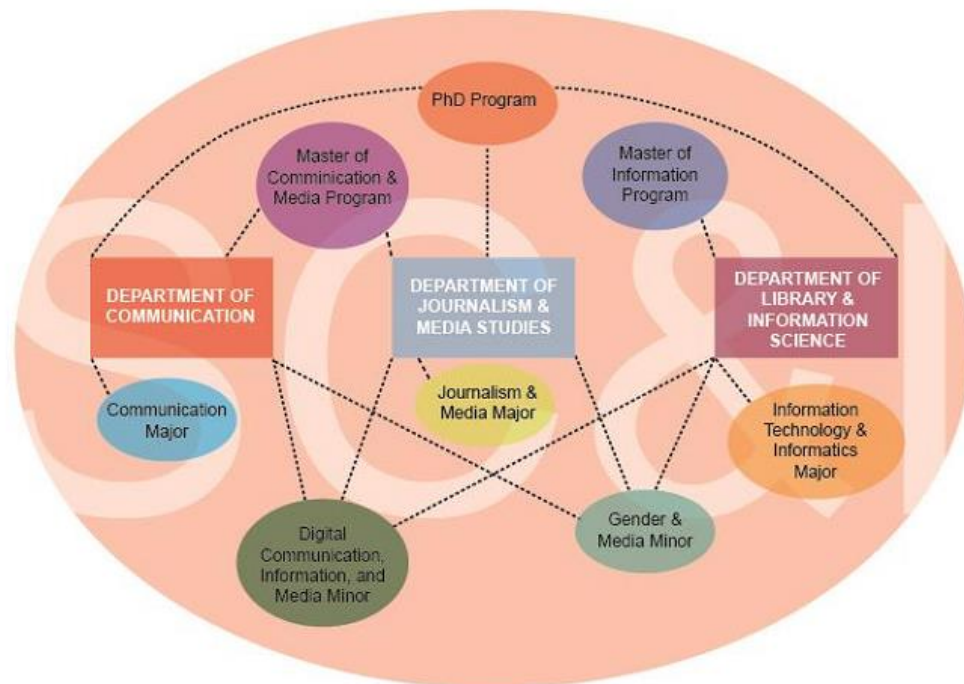 PhD Program
Master of
Comminication &
Media Program
Master of
Information
Program
SC&I
DEPARTMENT OF
COMMUNICATION
DEPARTMENT OF
JOURNALISM &
MEDIA STUDIES
DEPARTMENT OF
LIBRARY &
INFORMATION
SCIENCE
Communication
Major
Journalism &
Media Major
Information
Technology &
Informatics
Major
Digital
Communication,
Information, and
Media Minor
Gender &
Media Minor